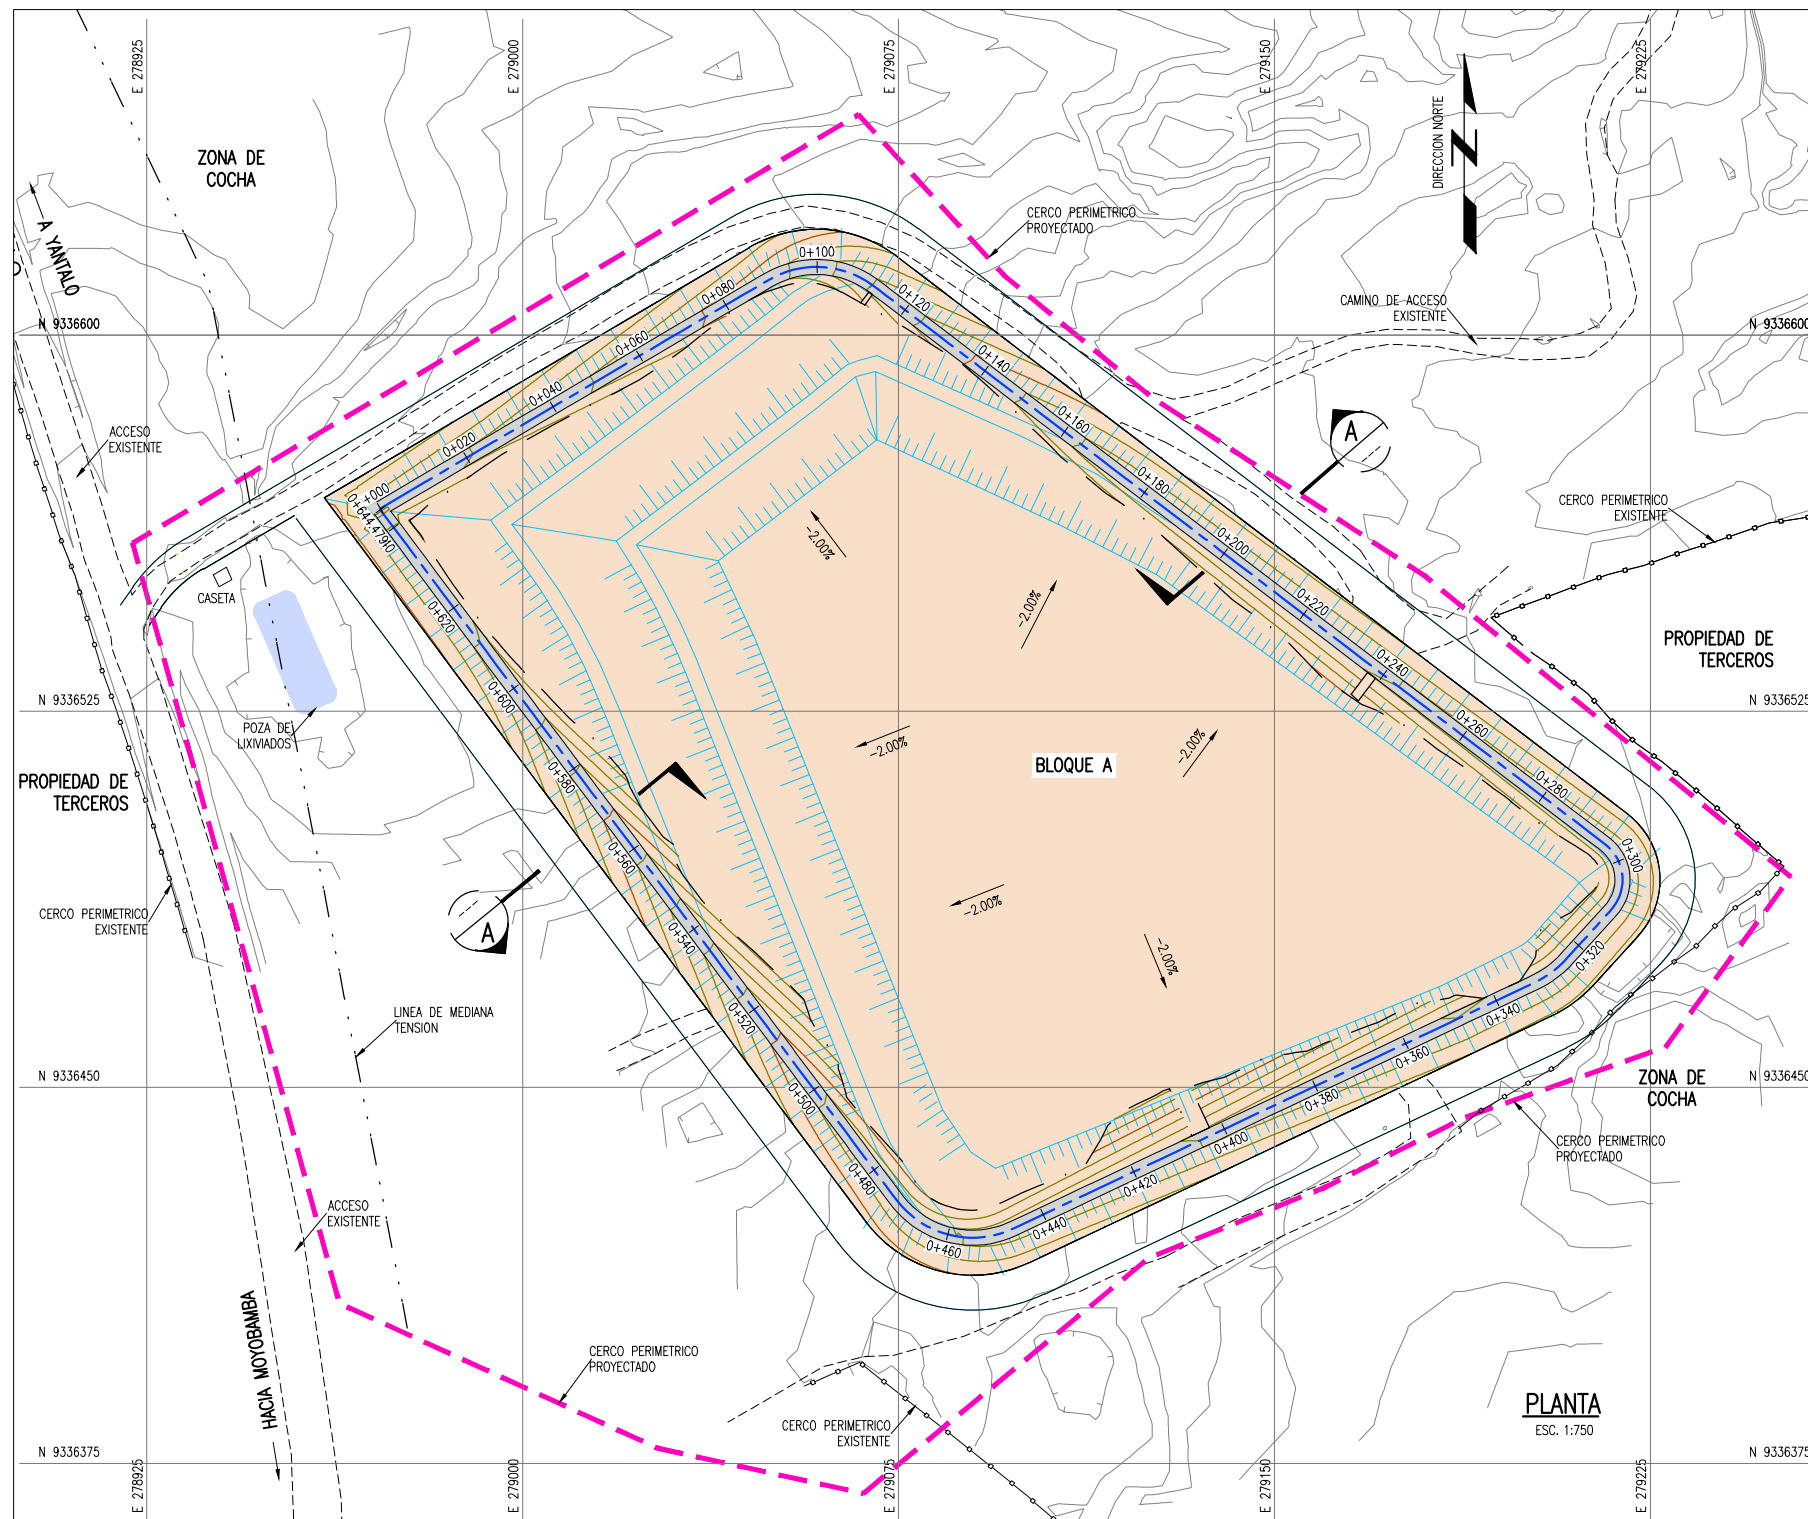 E 278925
E 279000
E 279075
E 279150
E 279225
ZONA DE
COCHA
DIRECCION NORTE
N
A YANTALO
CERCO PERIMETRICO
PROYECTADO
0+100
0+080
0+120
CAMINO DE ACCESO
EXISTENTE
N 9336600
N 9336600
0+060
0+140
0+040
0+160
ACCESO
EXISTENTE
0+020
A
0+180
0+000
0+644.4790
CERCO PERIMETRICO
EXISTENTE
-2.00%
0+200
CASETA
-2.00%
0+620
0+220
PROPIEDAD DE
TERCEROS
0+240
N 9336525
0+600
N 9336525
POZA DE
LIXIVIADOS
-2.00%
-2.00%
0+260
BLOQUE A
PROPIEDAD DE
TERCEROS
0+580
0+280
0+560
0+300
CERCO PERIMETRICO
EXISTENTE
A
-2.00%
0+540
-2.00%
0+320
LINEA DE MEDIANA
TENSION
0+520
0+340
0+360
N 9336450
N 9336450
ZONA DE
COCHA
0+500
0+380
0+400
CERCO PERIMETRICO
PROYECTADO
0+480
0+420
ACCESO
EXISTENTE
0+440
0+460
HACIA MOYOBAMBA
CERCO PERIMETRICO
PROYECTADO
PLANTA
ESC. 1:750
CERCO PERIMETRICO
EXISTENTE
N 9336375
N 9336375
E 278925
E 279000
E 279075
E 279150
E 279225